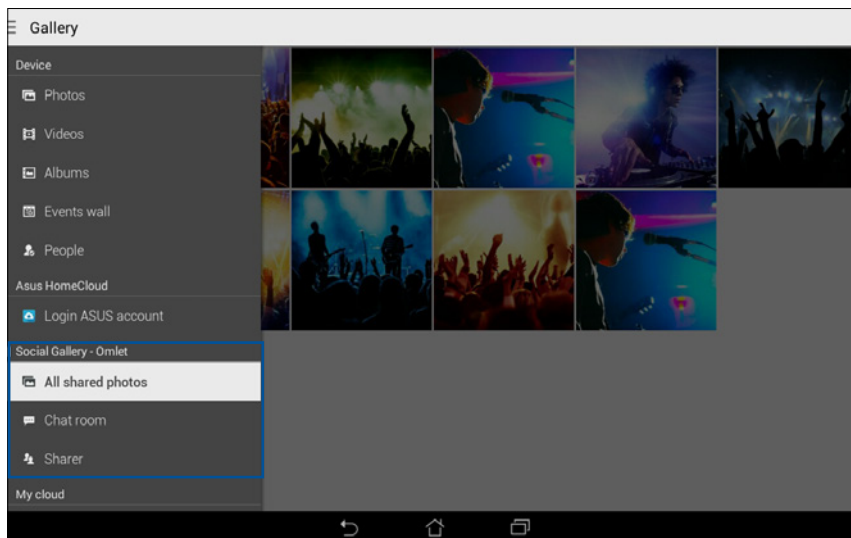 Gallery
Device
Photos
Videos
Albums
Events wall
People
Asus HomeCloud
Login ASUS account
Social Gallery - Omlet
All shared photos
Chat room
Sharer
My cloud